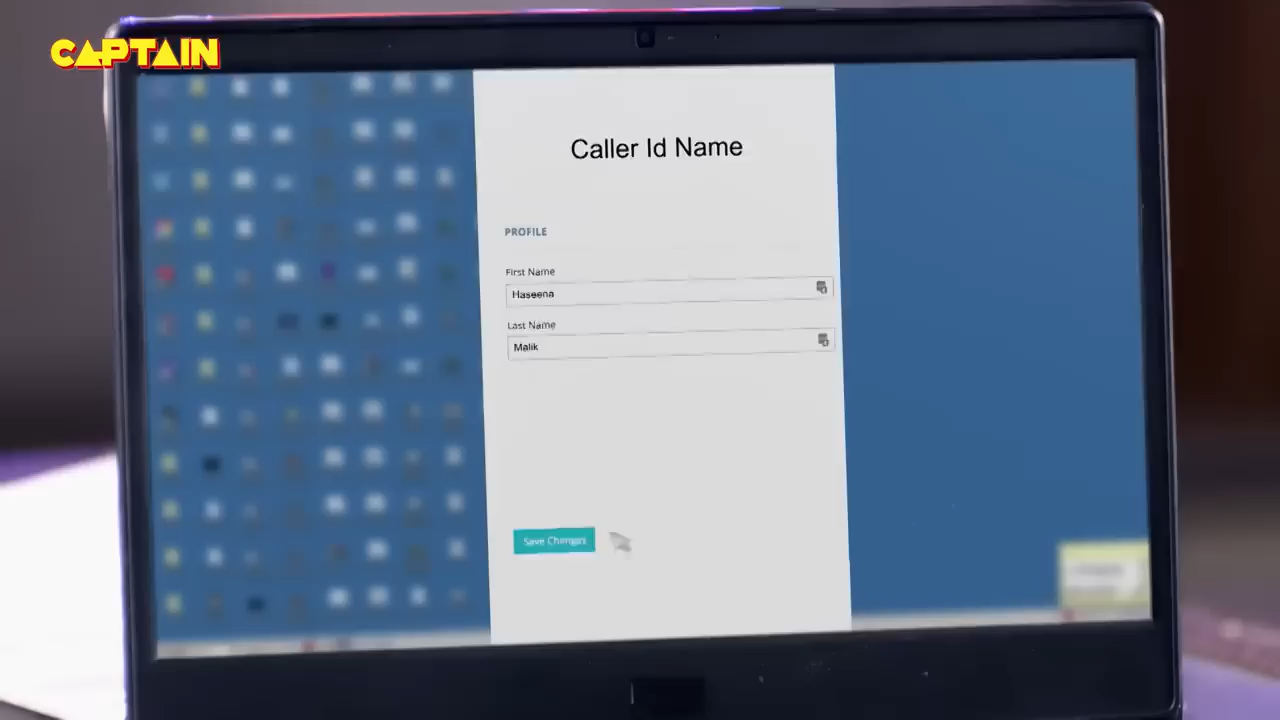 CAPTAIN
Caller Id Name
PROFILE
First Name
Haseena
Last Name
Malik
Save Changes